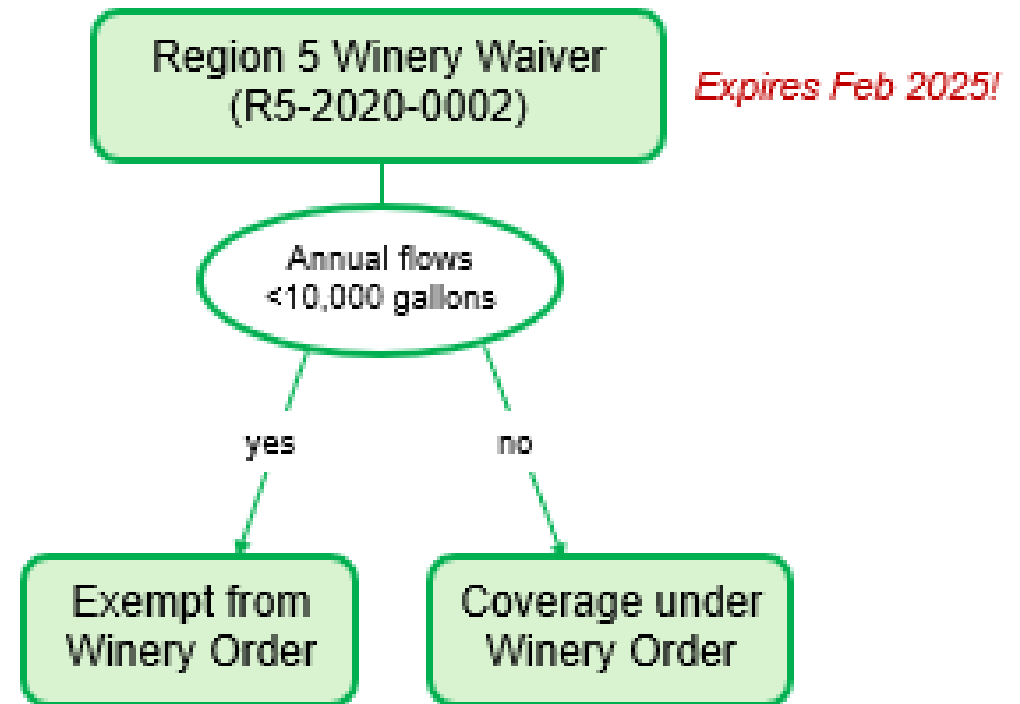 Region 5 Winery Waiver
(R5-2020-0002)
Expires Feb 2025!
Annual flows
<10,000 gallons
yes
no
Exempt from
Winery Order
Coverage under
Winery Order